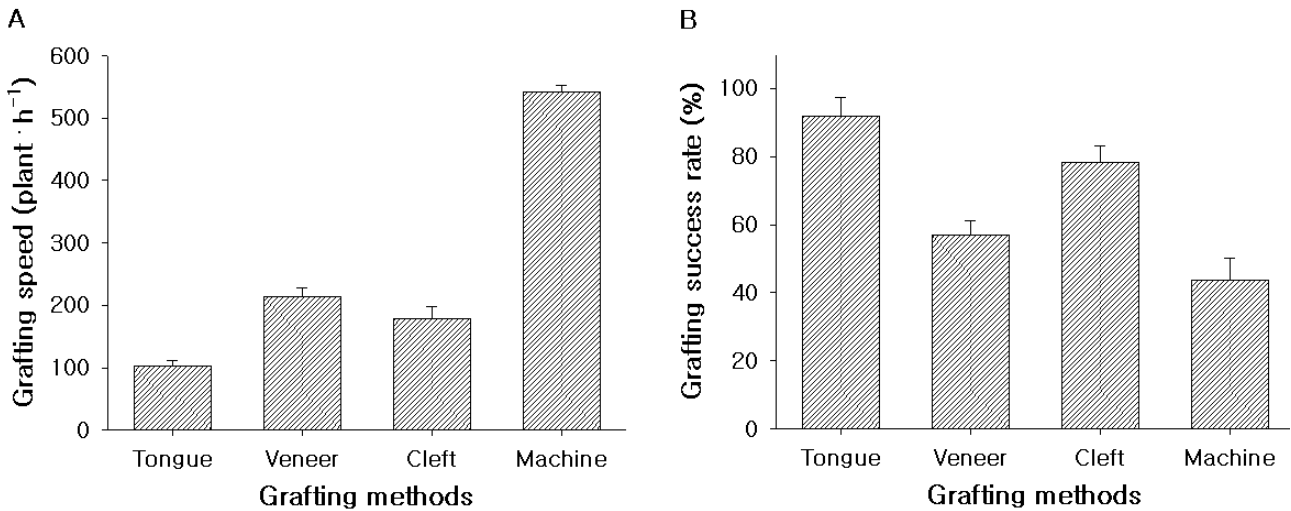 A
Grafting speed (plant · h⁻¹)
600
500
400
300
200
100
0
Tongue Veneer Cleft Machine
Grafting methods
B
Grafting success rate (%)
100
80
60
40
20
0
Tongue Veneer Cleft Machine
Grafting methods